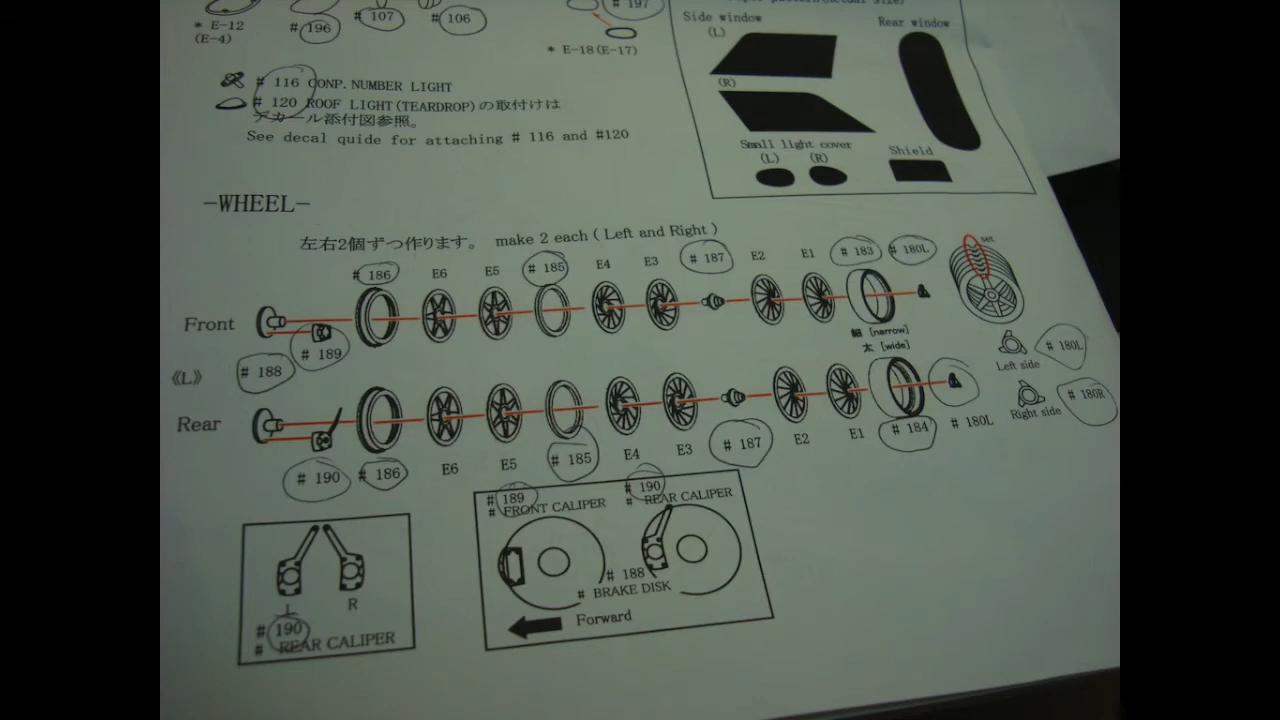 # 197
* E-12
(E-4)
# 196
# 107
# 106
* E-18(E-17)
Side window
(L)
(R)
Rear window
Small light cover
(L) (R)
Shield
# 116 CONP. NUMBER LIGHT
# 120 ROOF LIGHT(TEARDROP)の取付けは
デカール添付図参照。
See decal quide for attaching # 116 and #120
-WHEEL-
左右2個ずつ作ります。 make 2 each ( Left and Right )
# 186 E6 E5 # 185 E4 E3 # 187 E2 E1 # 183 # 180L
set
Front
# 189
細 [narrow]
太 [wide]
# 188
《L》
# 180L
Left side
# 180R
Right side
Rear
# 190 # 186 E6 E5 # 185 E4 E3 # 187 E2 E1 # 184 # 180L
L R
# 190
# REAR CALIPER
# 189
# FRONT CALIPER
# 190
# REAR CALIPER
# 188
# BRAKE DISK
Forward